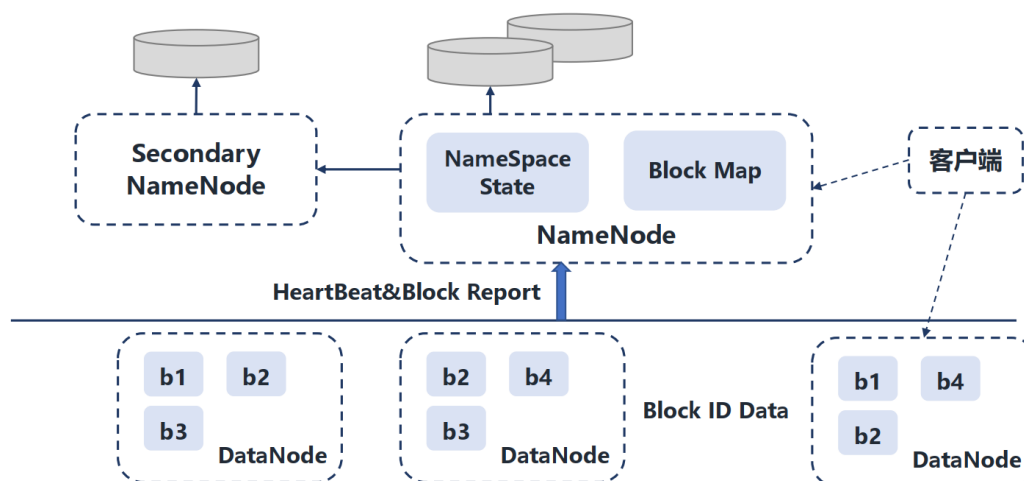 Secondary
NameNode
NameSpace
State
Block Map
NameNode
客户端
HeartBeat&Block Report
b1
b2
b3
DataNode
b2
b4
b3
DataNode
Block ID Data
b1
b4
b2
DataNode